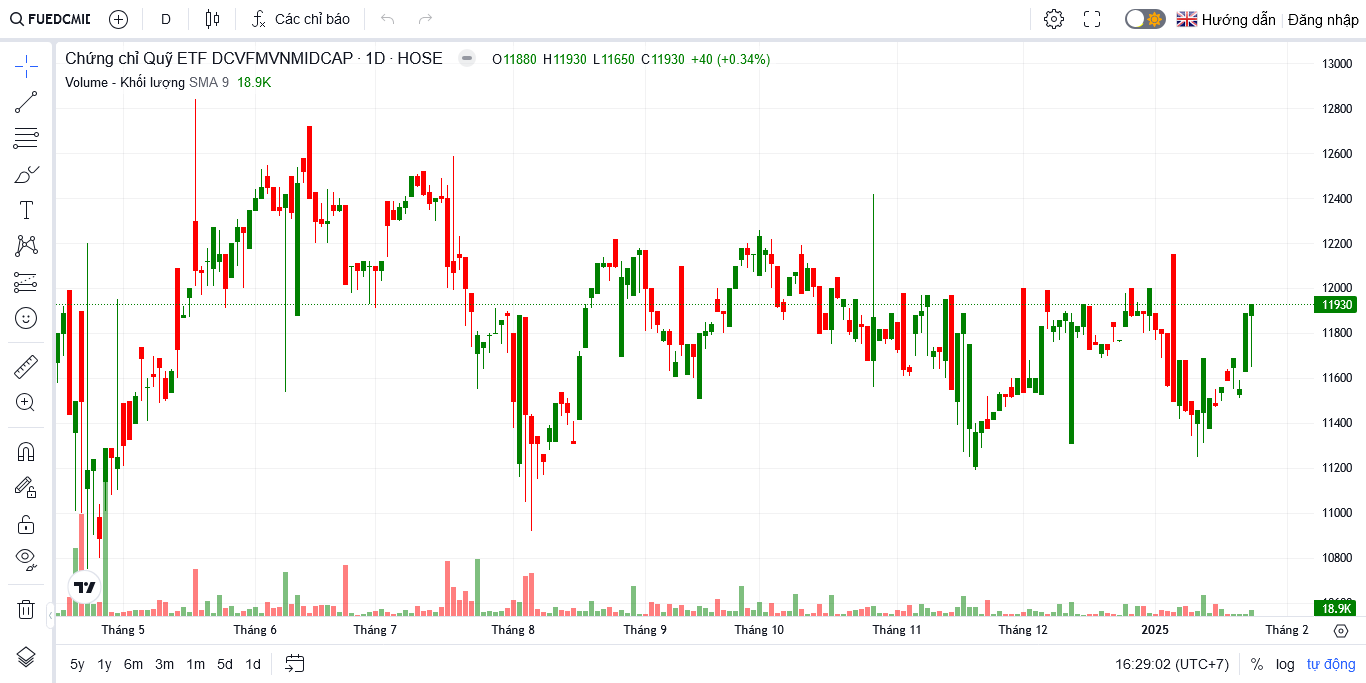 FUEDCMID D Các chỉ báo Hướng dẫn Đăng nhập
Chứng chỉ Quỹ ETF DCVFMVNMIDCAP · 1D · HOSE O11880 H11930 L11650 C11930 +40 (+0.34%)
Volume - Khối lượng SMA 9 18.9K
13000
12800
12600
12400
12200
12000
11930
11800
11600
11400
11200
11000
10800
18.9K
Tháng 5 Tháng 6 Tháng 7 Tháng 8 Tháng 9 Tháng 10 Tháng 11 Tháng 12 2025 Tháng 2
5y 1y 6m 3m 1m 5d 1d 16:29:02 (UTC+7) % log tự động